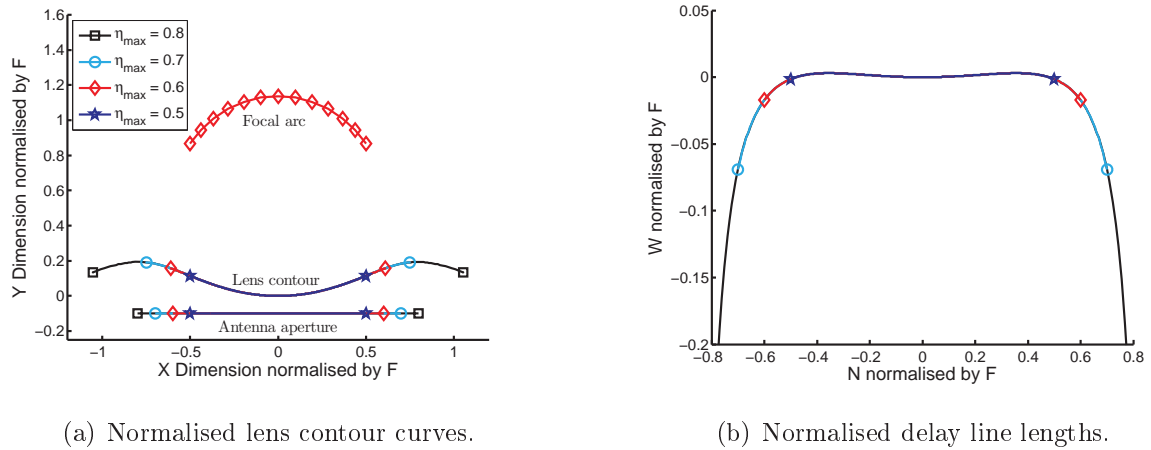 1.6
1.4
1.2
1
0.8
0.6
0.4
0.2
0
−0.2
Y Dimension normalised by F
ηmax = 0.8
ηmax = 0.7
ηmax = 0.6
ηmax = 0.5
Focal arc
Lens contour
Antenna aperture
−1 −0.5 0 0.5 1
X Dimension normalised by F
(a) Normalised lens contour curves.
0.05
0
−0.05
−0.1
−0.15
−0.2
W normalised by F
−0.8 −0.6 −0.4 −0.2 0 0.2 0.4 0.6 0.8
N normalised by F
(b) Normalised delay line lengths.